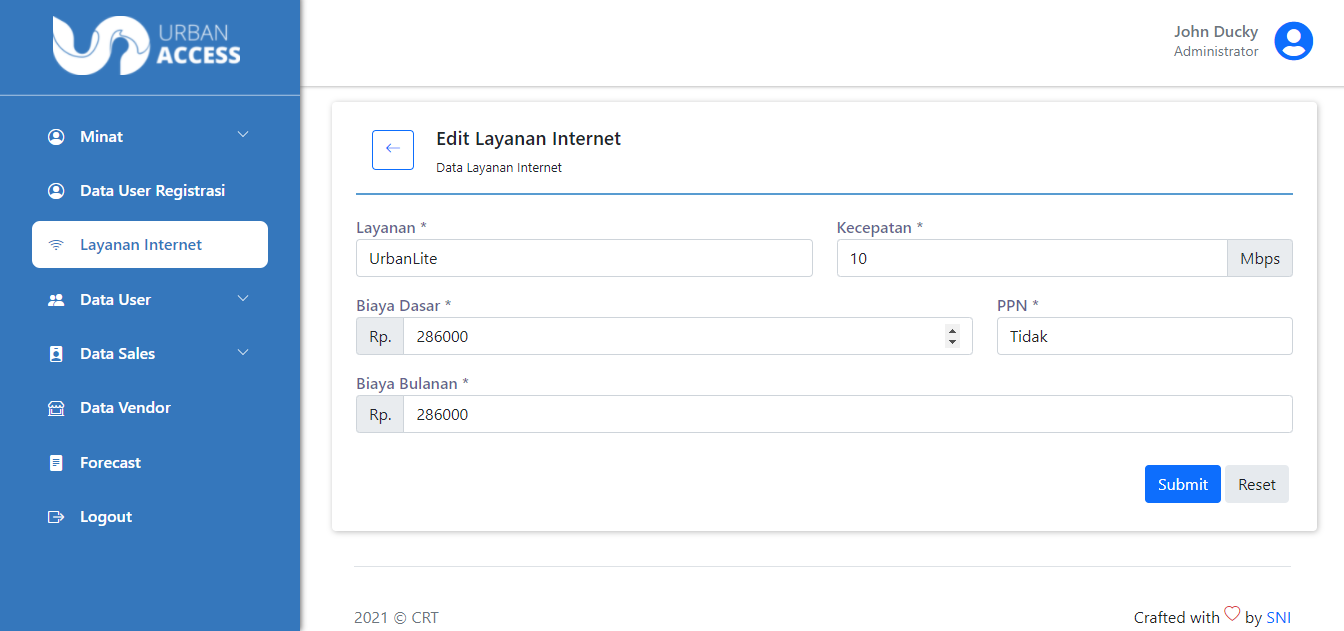 URBAN
ACCESS
John Ducky
Administrator
Minat
Data User Registrasi
Layanan Internet
Data User
Data Sales
Data Vendor
Forecast
Logout
Edit Layanan Internet
Data Layanan Internet
Layanan * Kecepatan *
UrbanLite 10 Mbps
Biaya Dasar * PPN *
Rp. 286000 Tidak
Biaya Bulanan *
Rp. 286000
Submit Reset
2021 © CRT Crafted with ♡ by SNI